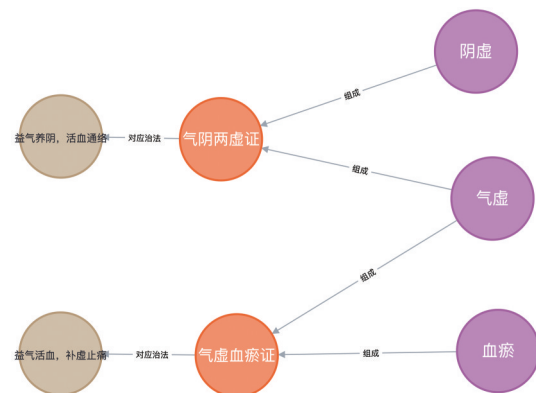 阴虚
组成
益气养阴，活血通络
对应治法
气阴两虚证
组成
气虚
组成
益气活血，补虚止痛
对应治法
气虚血瘀证
组成
血瘀